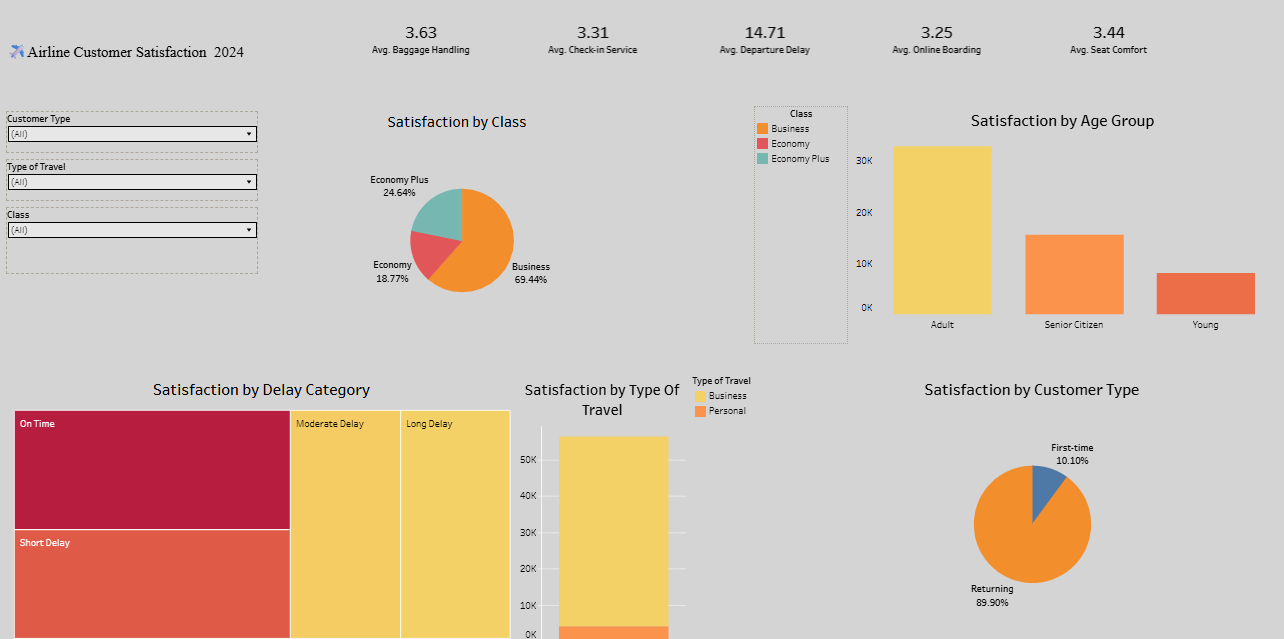 Airline Customer Satisfaction 2024
3.63
Avg. Baggage Handling
3.31
Avg. Check-in Service
14.71
Avg. Departure Delay
3.25
Avg. Online Boarding
3.44
Avg. Seat Comfort
Customer Type
(All)
Type of Travel
(All)
Class
(All)
Satisfaction by Class
Economy Plus
24.64%
Economy
18.77%
Business
69.44%
Class
Business
Economy
Economy Plus
Satisfaction by Age Group
30K
20K
10K
0K
Adult
Senior Citizen
Young
Satisfaction by Delay Category
On Time
Short Delay
Moderate Delay
Long Delay
Satisfaction by Type Of
Travel
50K
40K
30K
20K
10K
0K
Type of Travel
Business
Personal
Satisfaction by Customer Type
First-time
10.10%
Returning
89.90%